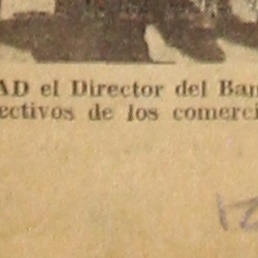 AD el Director del Ban
ectivos de los comerci